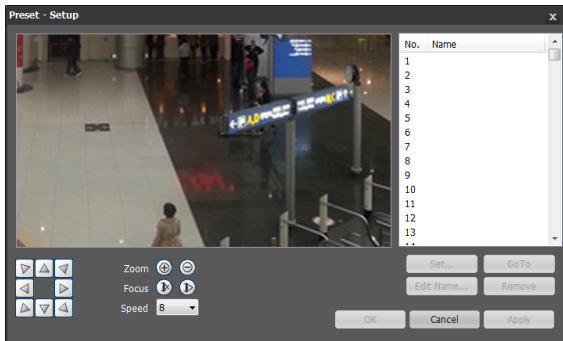 Preset - Setup x
No. Name
1
2
3
4
5
6
7
8
9
10
11
12
13
A,D B,C
Zoom
Focus
Speed 8
Set... GoTo
Edit Name... Remove
OK Cancel Apply